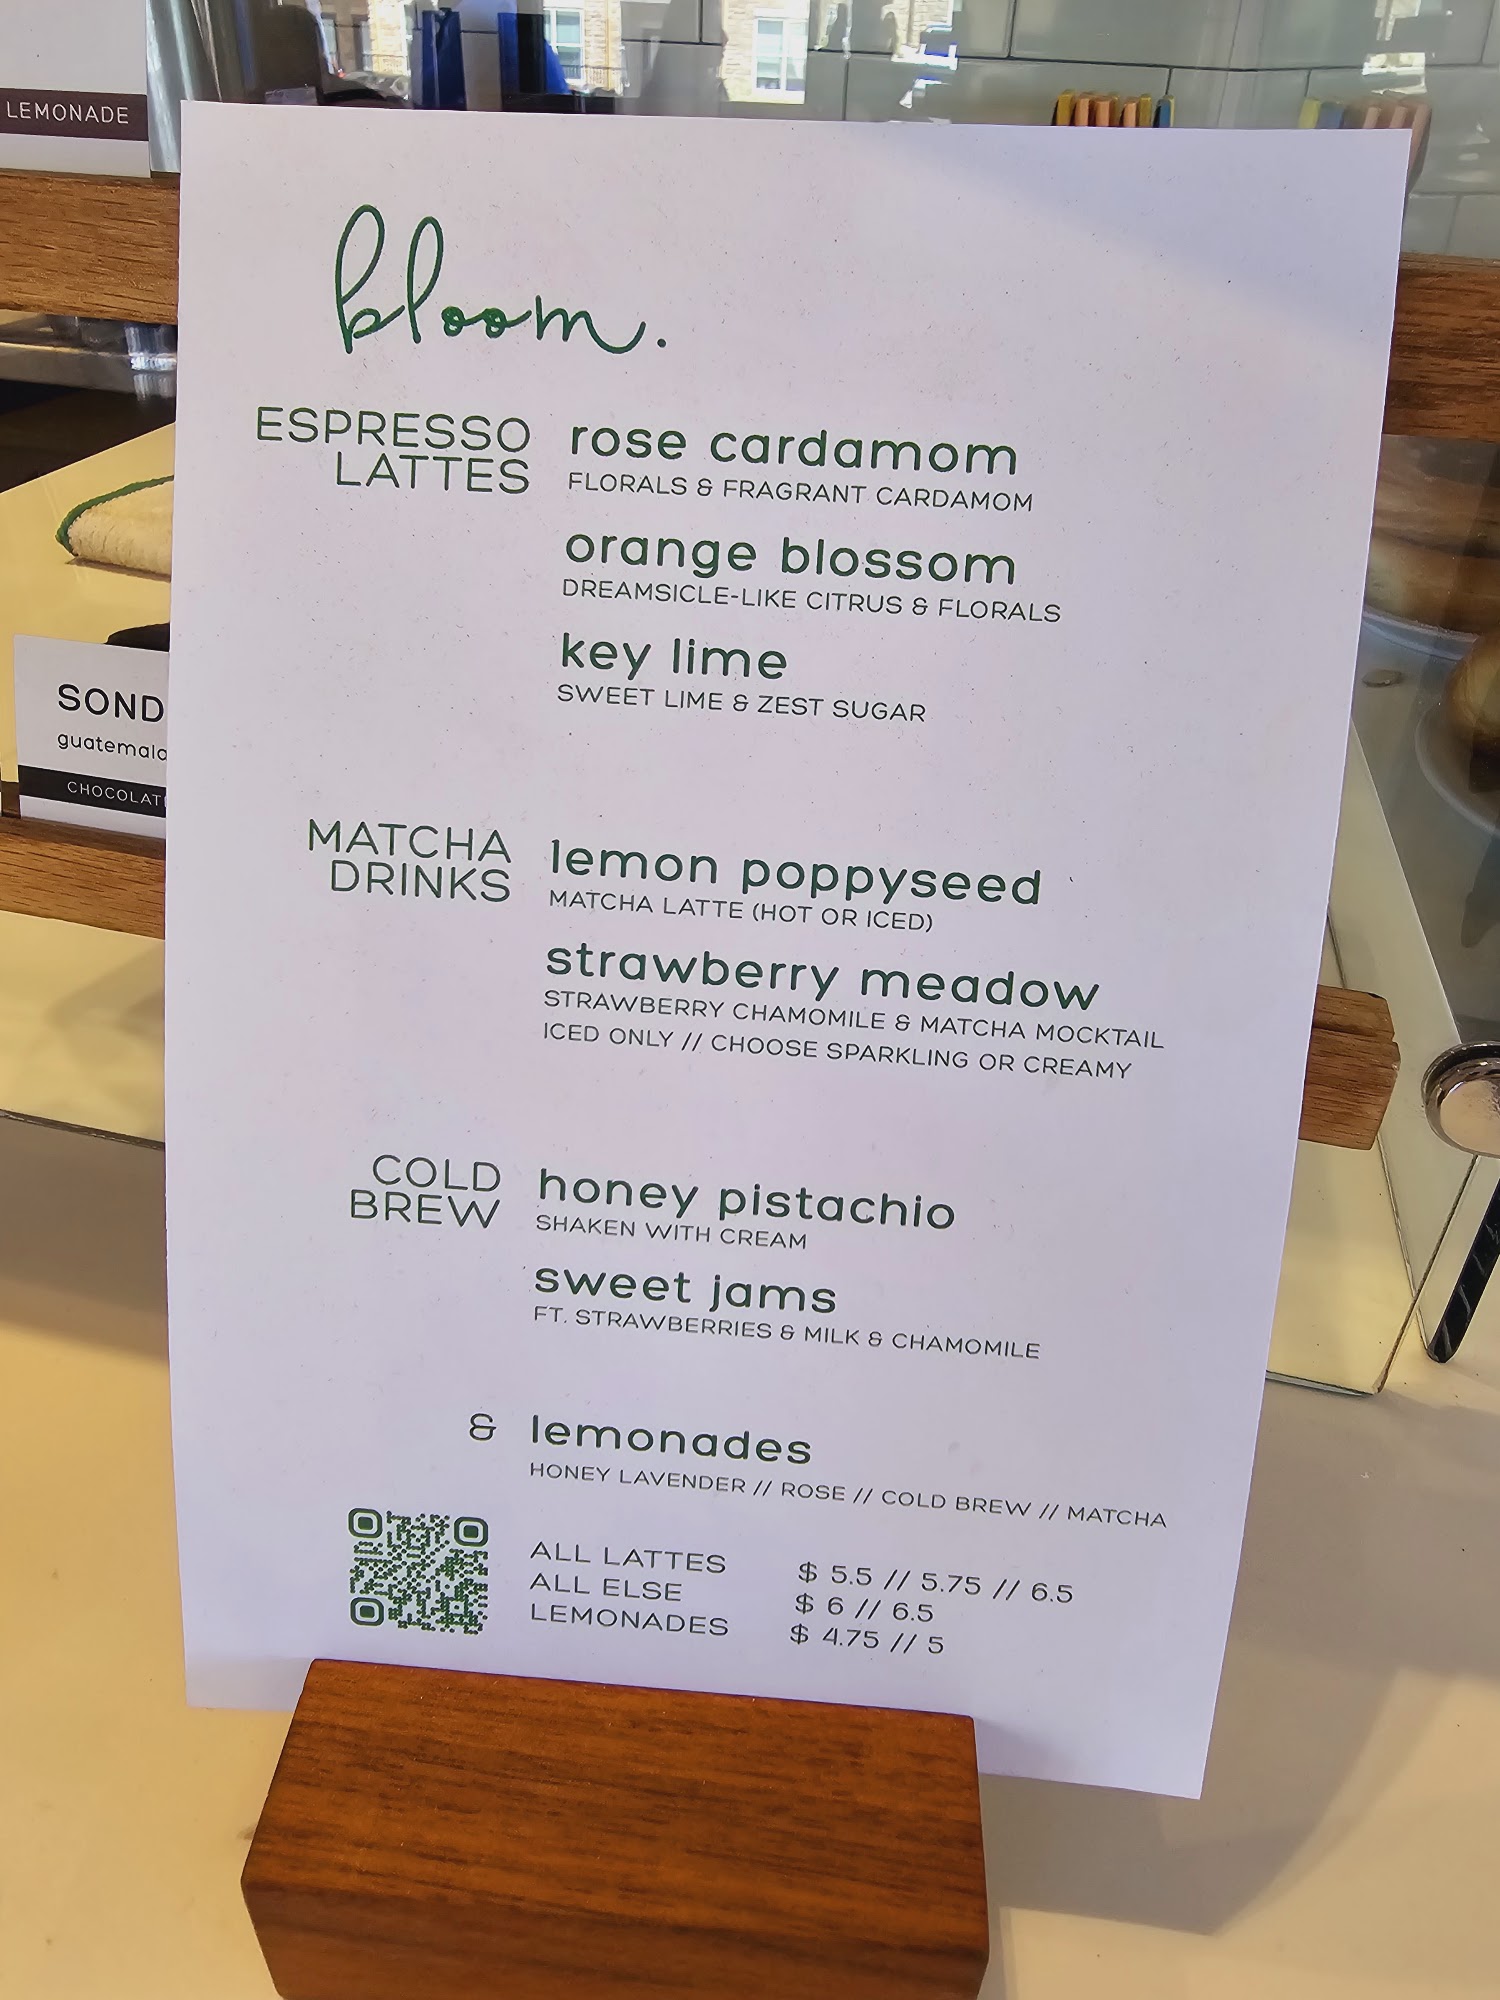 LEMONADE
bloom.
ESPRESSO
LATTES
rose cardamom
FLORALS & FRAGRANT CARDAMOM
orange blossom
DREAMSICLE-LIKE CITRUS & FLORALS
key lime
SWEET LIME & ZEST SUGAR
SOND
guatemala
CHOCOLAT
MATCHA
DRINKS
lemon poppyseed
MATCHA LATTE (HOT OR ICED)
strawberry meadow
STRAWBERRY CHAMOMILE & MATCHA MOCKTAIL
ICED ONLY // CHOOSE SPARKLING OR CREAMY
COLD
BREW
honey pistachio
SHAKEN WITH CREAM
sweet jams
FT. STRAWBERRIES & MILK & CHAMOMILE
& lemonades
HONEY LAVENDER // ROSE // COLD BREW // MATCHA
ALL LATTES $ 5.5 // 5.75 // 6.5
ALL ELSE $ 6 // 6.5
LEMONADES $ 4.75 // 5